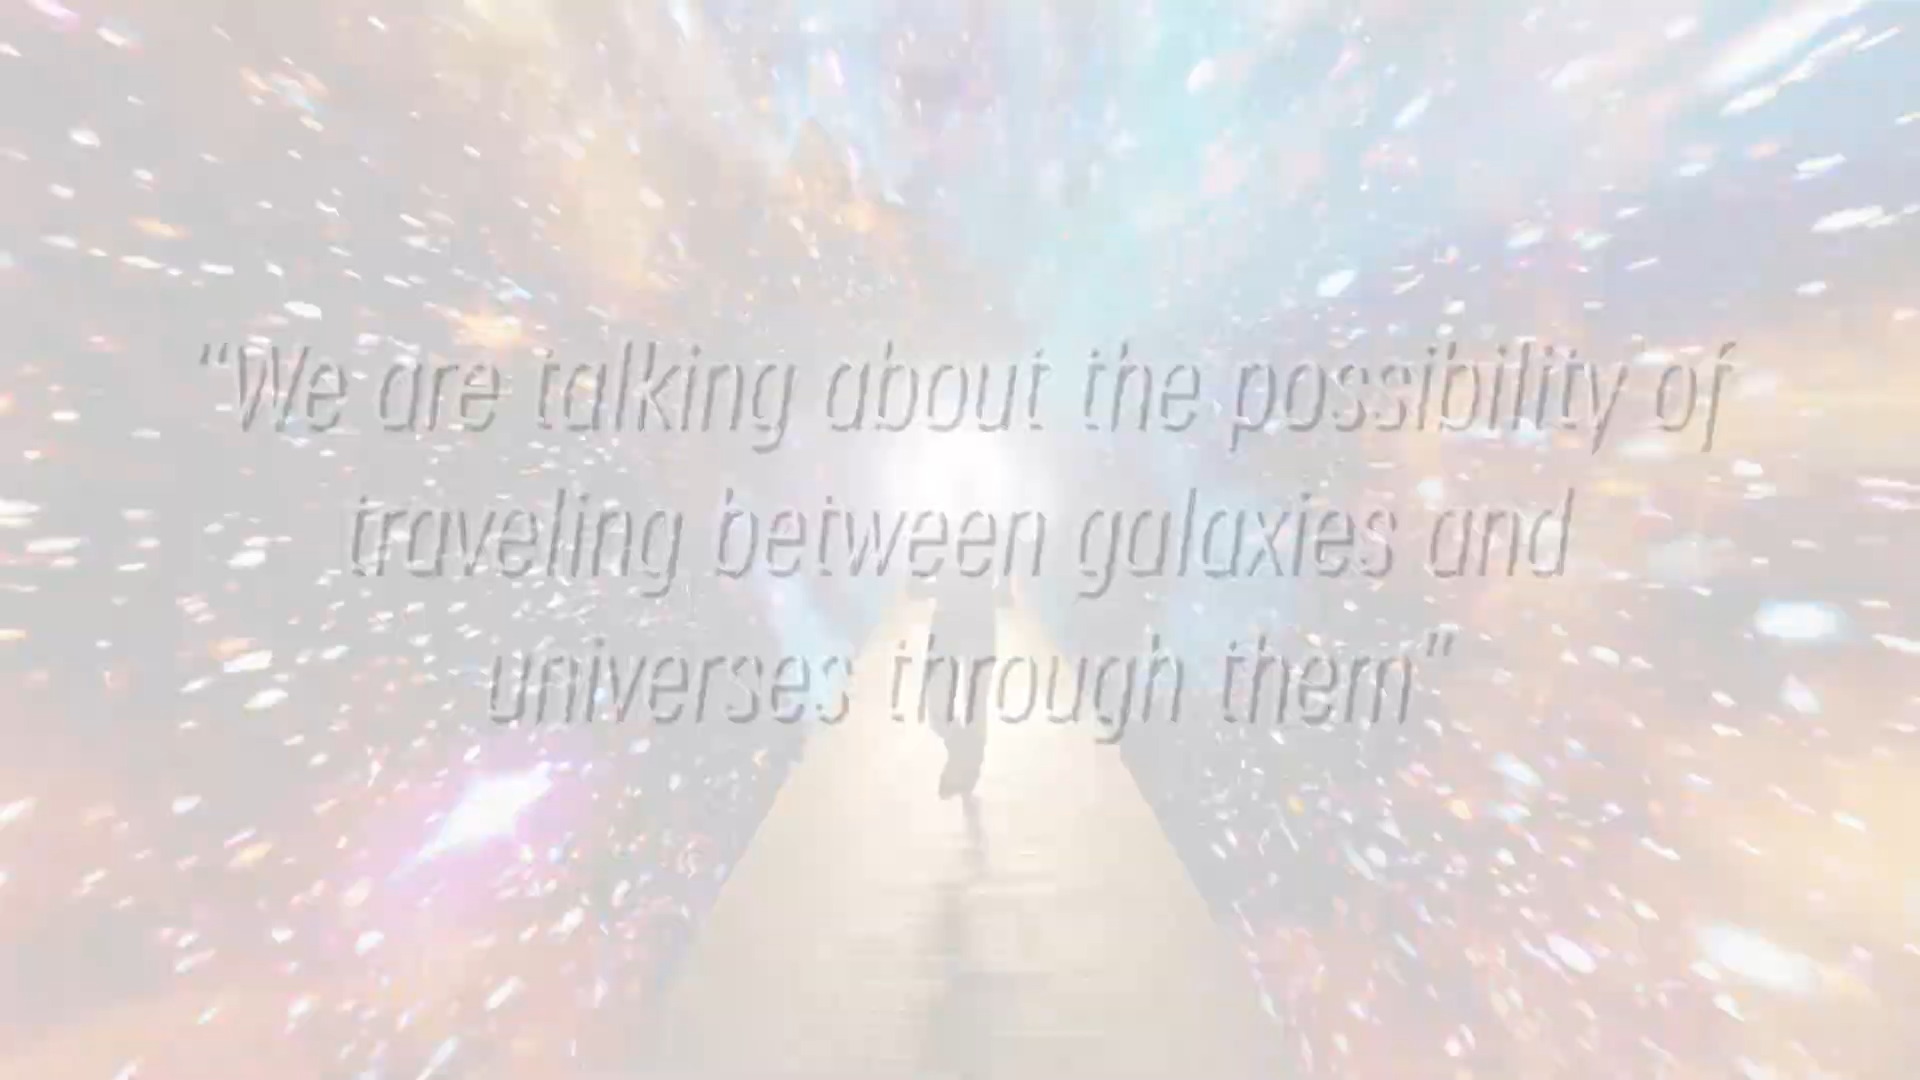 “We are talking about the possibility of
traveling between galaxies and
universes through them”